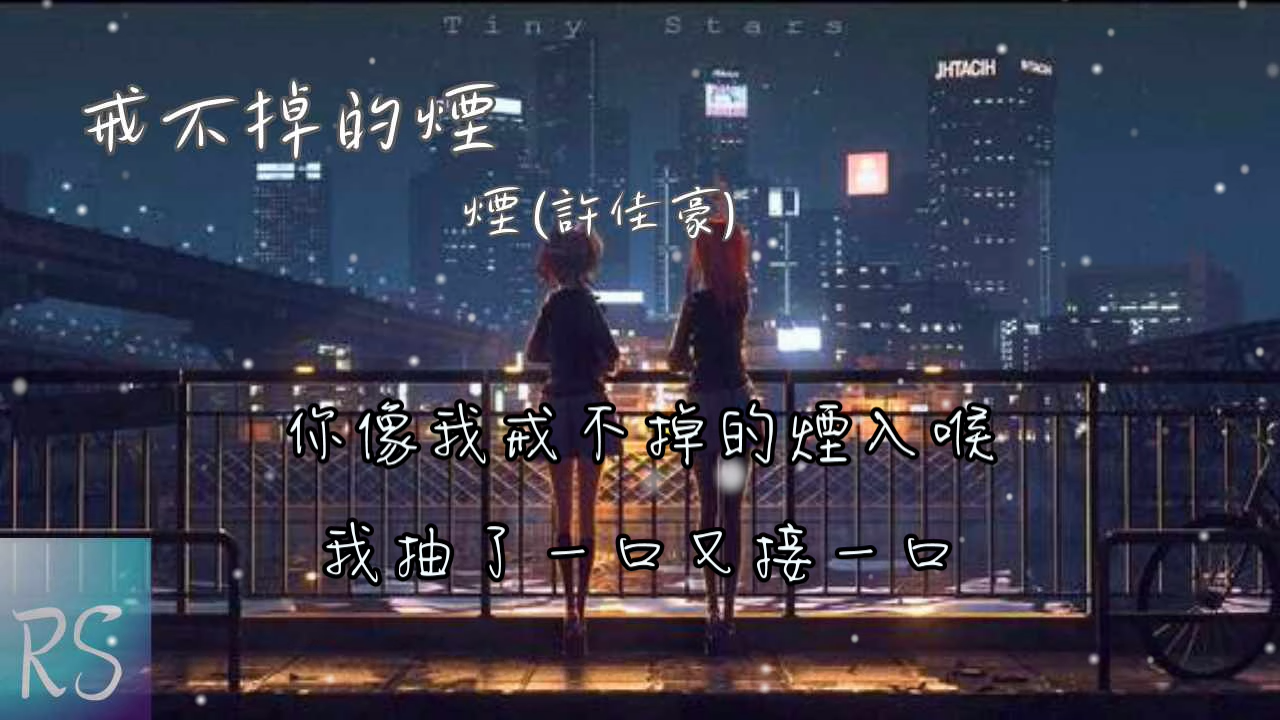 Tiny Stars
JHTACIH
戒不掉的煙
煙(許佳豪)
你像我戒不掉的煙入喉
我抽了一口又接一口
RS